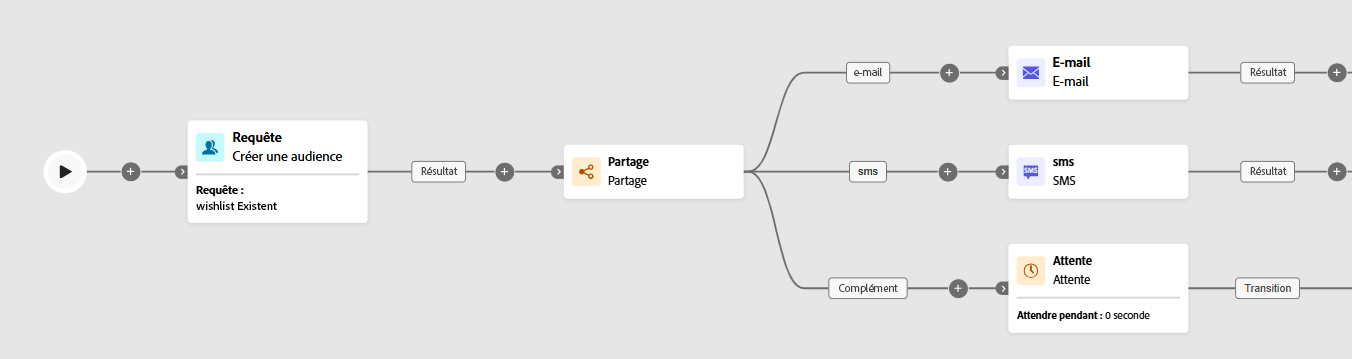 Requête
Créer une audience
Requête :
wishlist Existent
Résultat
Partage
Partage
e-mail
E-mail
E-mail
Résultat
sms
SMS
sms
SMS
Résultat
Complément
Attente
Attente
Attendre pendant : 0 seconde
Transition